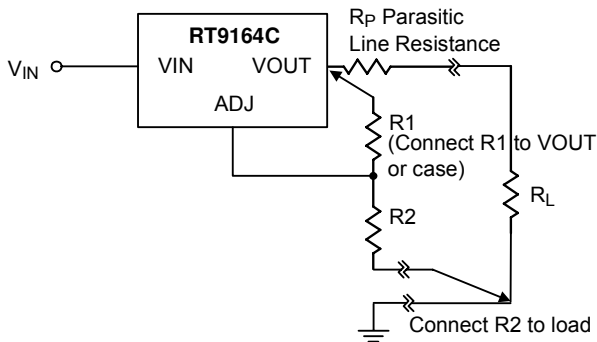 RP Parasitic
Line Resistance
RT9164C
VIN
VIN
VOUT
ADJ
R1
(Connect R1 to VOUT
or case)
RL
R2
Connect R2 to load